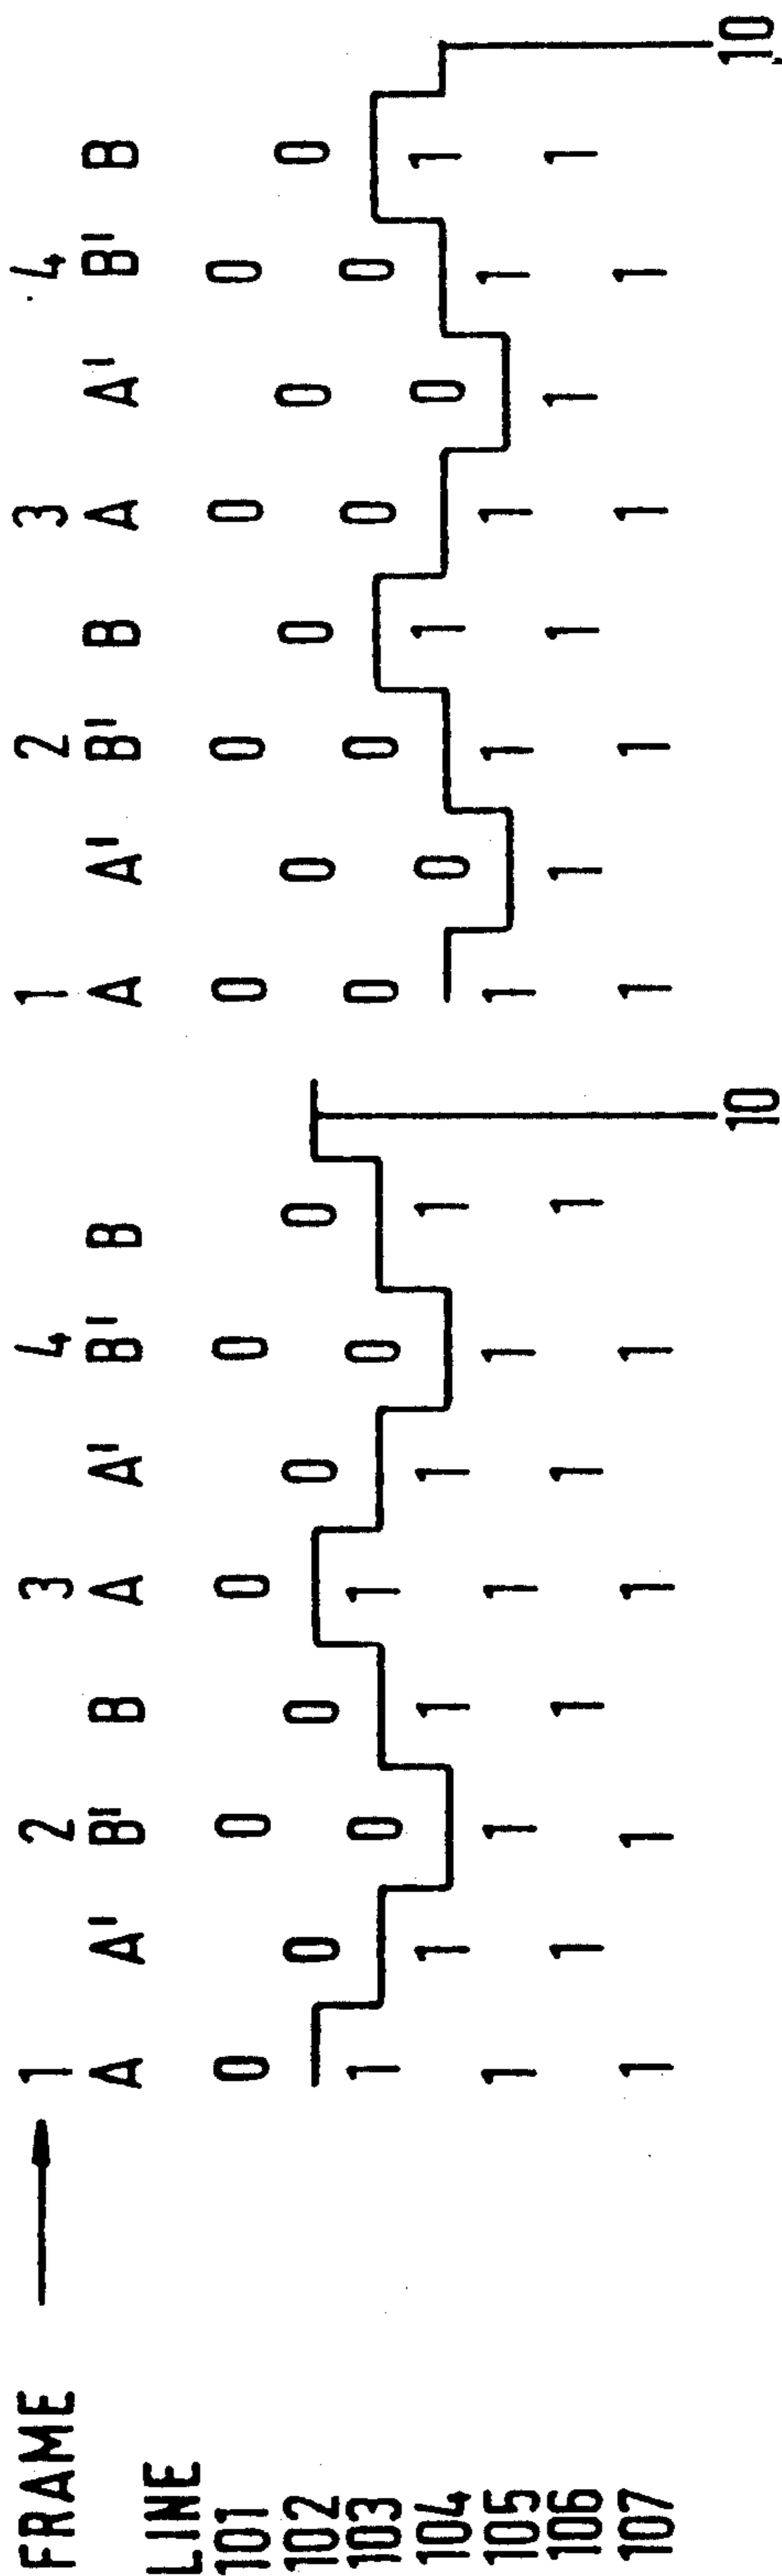 FRAME 1 2 3 4 1 2 3 4
A A' B' B A A' B' B A A' B' B A A' B' B
LINE
101 0 0 0 0 0 0 0 0
102 0 0 0 0 0 0 0 0
103 1 0 1 0 0 0 0 0
104 1 1 1 1 0 1 0 1
105 1 1 1 1 1 1 1 1
106 1 1 1 1 1 1 1 1
107 1 1 1 1 1 1 1 1
10 10